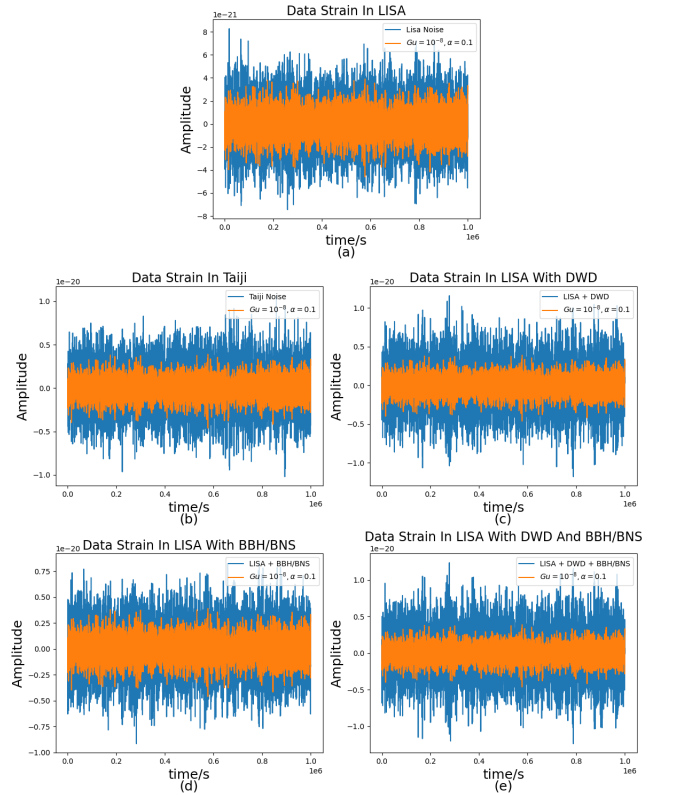 Data Strain In LISA
1e−21
Lisa Noise
Gu = 10⁻⁸, α = 0.1
8
6
4
2
0
−2
−4
−6
−8
Amplitude
0.0 0.2 0.4 0.6 0.8 1.0
1e6
time/s
(a)
Data Strain In Taiji
1e−20
Taiji Noise
Gu = 10⁻⁸, α = 0.1
1.0
0.5
0.0
−0.5
−1.0
Amplitude
0.0 0.2 0.4 0.6 0.8 1.0
1e6
time/s
(b)
Data Strain In LISA With DWD
1e−20
LISA + DWD
Gu = 10⁻⁸, α = 0.1
1.0
0.5
0.0
−0.5
−1.0
Amplitude
0.0 0.2 0.4 0.6 0.8 1.0
1e6
time/s
(c)
Data Strain In LISA With BBH/BNS
1e−20
LISA + BBH/BNS
Gu = 10⁻⁸, α = 0.1
0.75
0.50
0.25
0.00
−0.25
−0.50
−0.75
−1.00
Amplitude
0.0 0.2 0.4 0.6 0.8 1.0
1e6
time/s
(d)
Data Strain In LISA With DWD And BBH/BNS
1e−20
LISA + DWD + BBH/BNS
Gu = 10⁻⁸, α = 0.1
1.0
0.5
0.0
−0.5
−1.0
Amplitude
0.0 0.2 0.4 0.6 0.8 1.0
1e6
time/s
(e)